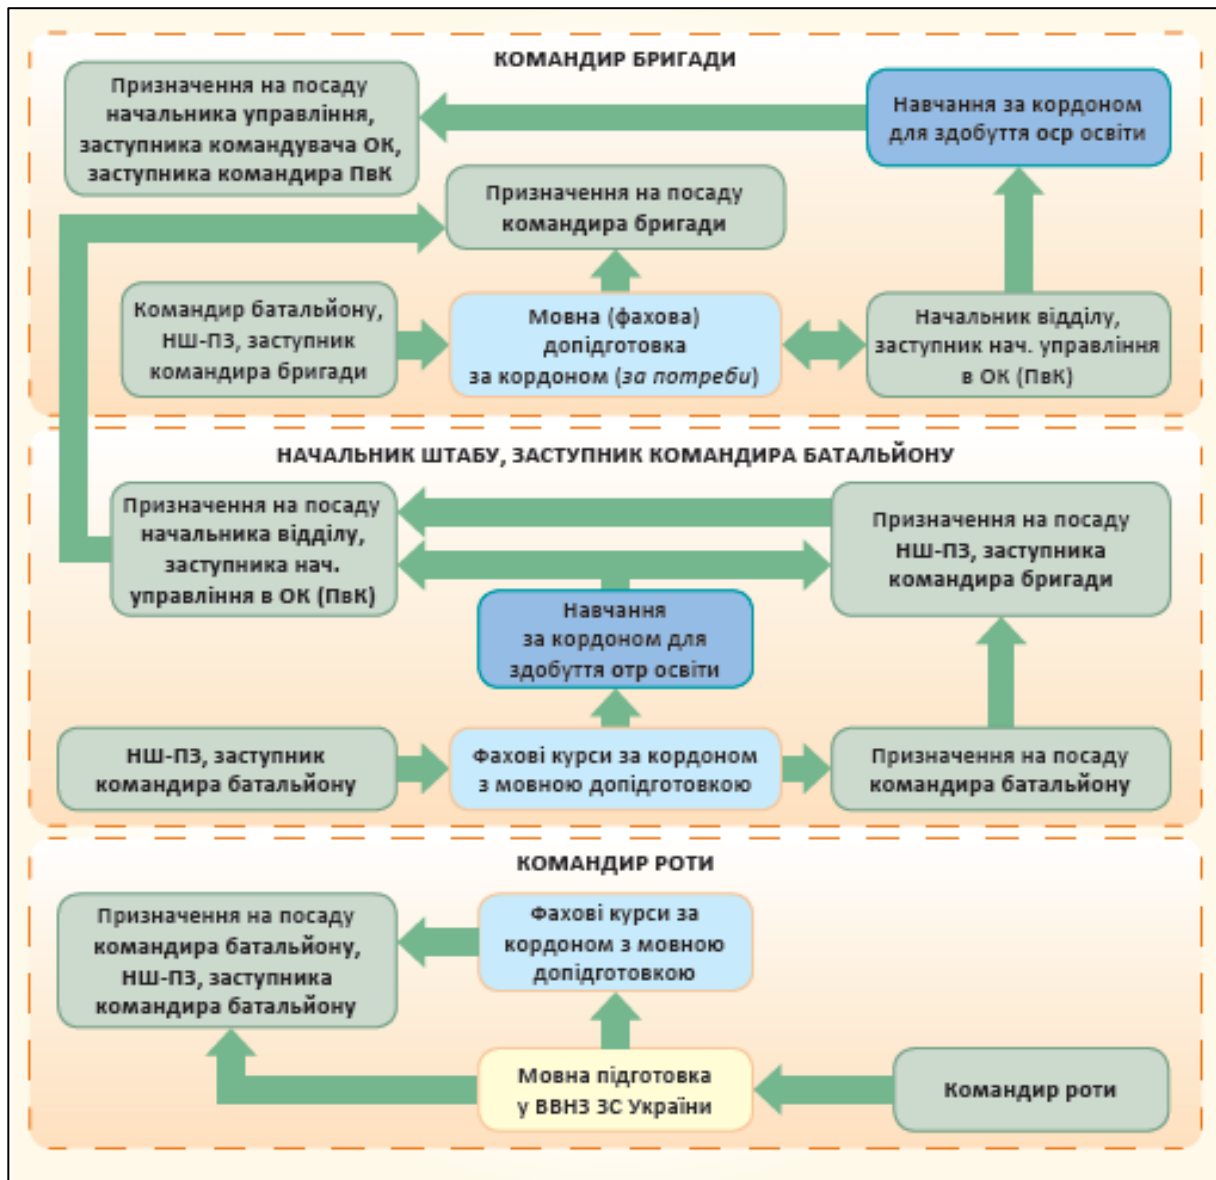 КОМАНДИР БРИГАДИ
Призначення на посаду
начальника управління,
заступника командувача ОК,
заступника командира ПвК
Навчання за кордоном
для здобуття оср освіти
Призначення на посаду
командира бригади
Командир батальйону,
НШ-ПЗ, заступник
командира бригади
Мовна (фахова)
допідготовка
за кордоном (за потреби)
Начальник відділу,
заступник нач. управління
в ОК (ПвК)
НАЧАЛЬНИК ШТАБУ, ЗАСТУПНИК КОМАНДИРА БАТАЛЬЙОНУ
Призначення на посаду
начальника відділу,
заступника нач.
управління в ОК (ПвК)
Призначення на посаду
НШ-ПЗ, заступника
командира бригади
Навчання
за кордоном для
здобуття отр освіти
НШ-ПЗ, заступник
командира батальйону
Фахові курси за кордоном
з мовною допідготовкою
Призначення на посаду
командира батальйону
КОМАНДИР РОТИ
Призначення на посаду
командира батальйону,
НШ-ПЗ, заступника
командира батальйону
Фахові курси за
кордоном з мовною
допідготовкою
Мовна підготовка
у ВВНЗ ЗС України
Командир роти